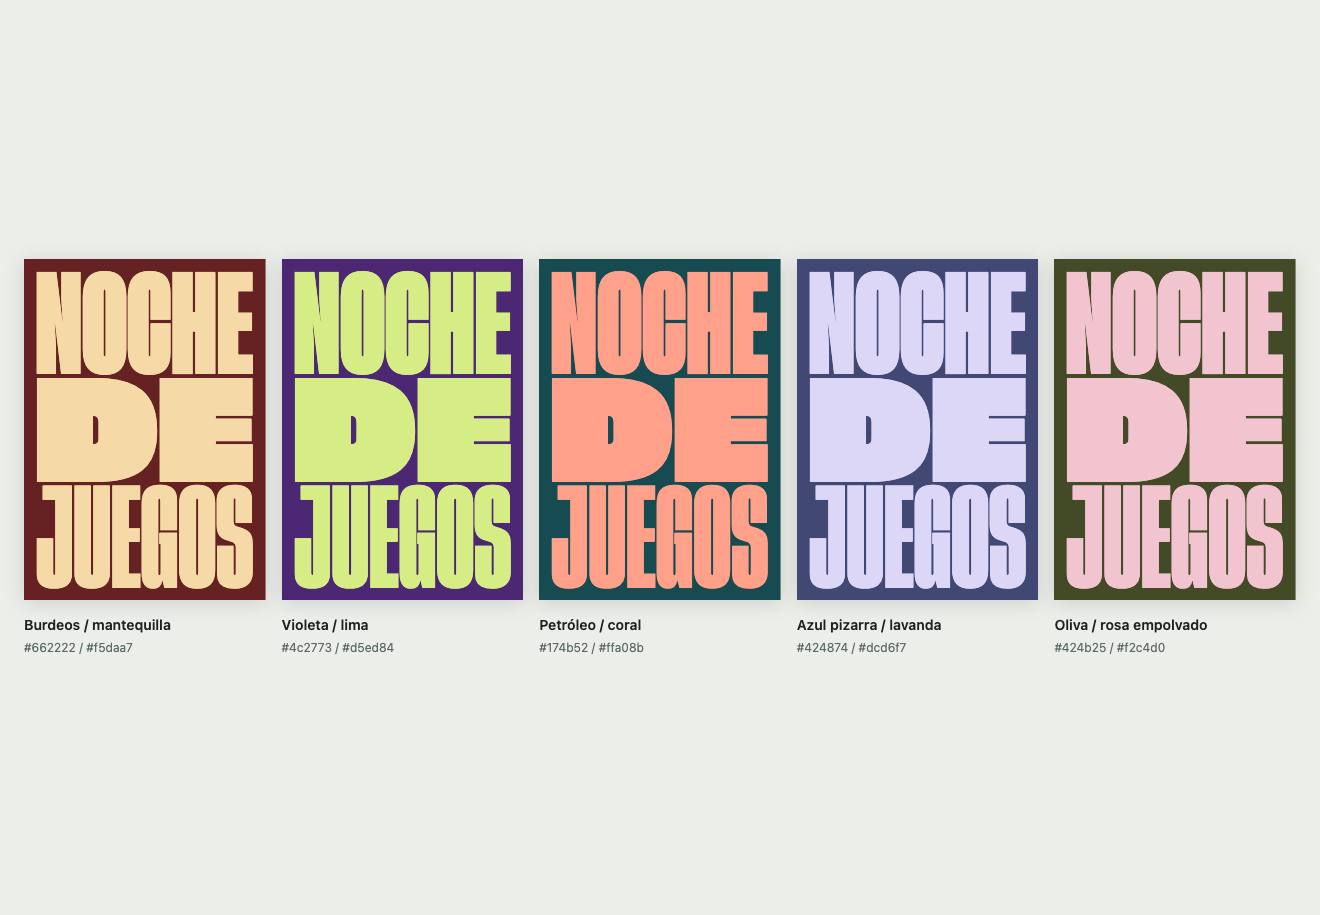 NOCHE
DE
JUEGOS
Burdeos / mantequilla
#662222 / #f5daa7
NOCHE
DE
JUEGOS
Violeta / lima
#4c2773 / #d5ed84
NOCHE
DE
JUEGOS
Petróleo / coral
#174b52 / #ffa08b
NOCHE
DE
JUEGOS
Azul pizarra / lavanda
#424874 / #dcd6f7
NOCHE
DE
JUEGOS
Oliva / rosa empolvado
#424b25 / #f2c4d0